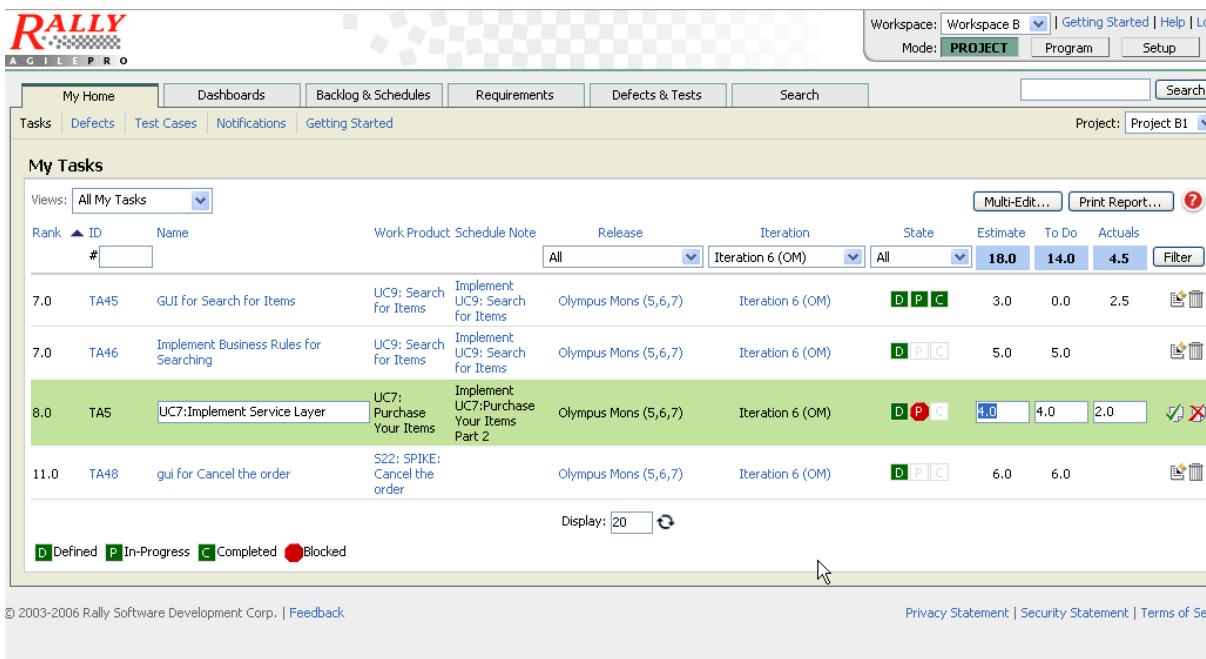 RALLY
AGILEPRO
Workspace: Workspace B | Getting Started | Help |
Mode: PROJECT Program Setup
My Home Dashboards Backlog & Schedules Requirements Defects & Tests Search Search
Tasks Defects Test Cases Notifications Getting Started Project: Project B1
My Tasks
Views: All My Tasks Multi-Edit... Print Report... ?
Rank ID Name Work Product Schedule Note Release Iteration State Estimate To Do Actuals
# All Iteration 6 (OM) All 18.0 14.0 4.5 Filter
7.0 TA45 GUI for Search for Items UC9: Search for Items Implement UC9: Search for Items Olympus Mons (5,6,7) Iteration 6 (OM) D P C 3.0 0.0 2.5
7.0 TA46 Implement Business Rules for Searching UC9: Search for Items Implement UC9: Search for Items Olympus Mons (5,6,7) Iteration 6 (OM) D P C 5.0 5.0
8.0 TA5 UC7:Implement Service Layer UC7: Purchase Your Items Implement UC7:Purchase Your Items Part 2 Olympus Mons (5,6,7) Iteration 6 (OM) D P C 4.0 4.0 2.0
11.0 TA48 gui for Cancel the order S22: SPIKE: Cancel the order Olympus Mons (5,6,7) Iteration 6 (OM) D P C 6.0 6.0
Display: 20
D Defined P In-Progress C Completed Blocked
© 2003-2006 Rally Software Development Corp. | Feedback Privacy Statement | Security Statement | Terms of